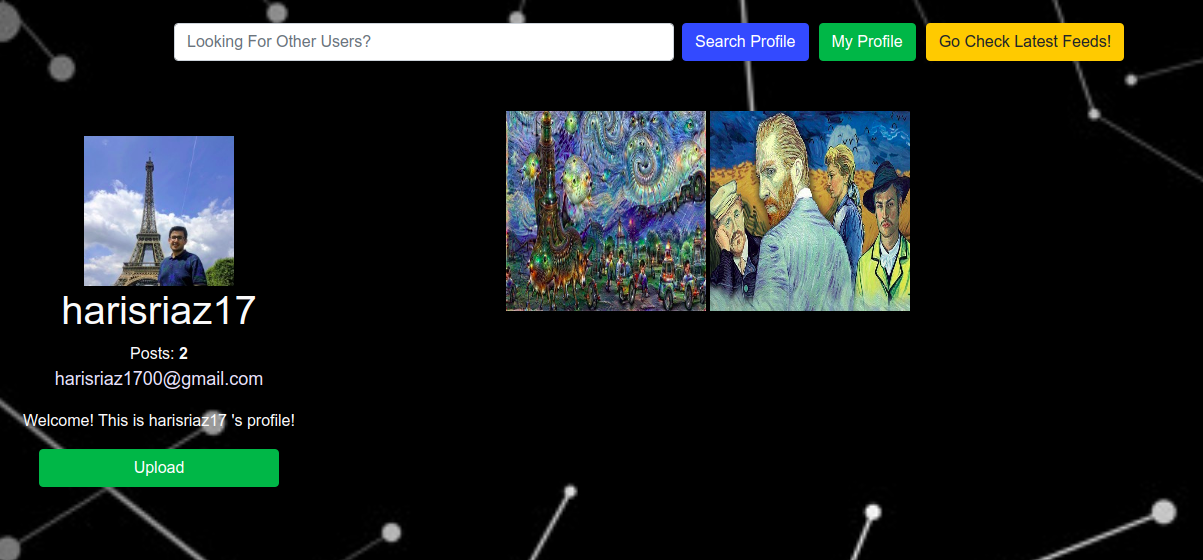 Looking For Other Users? Search Profile My Profile Go Check Latest Feeds!
harisriaz17
Posts: 2
harisriaz1700@gmail.com
Welcome! This is harisriaz17 's profile!
Upload